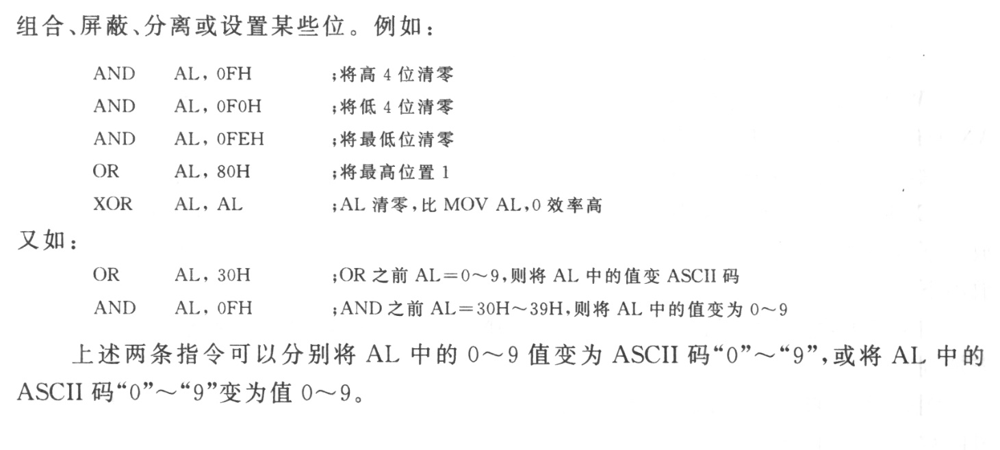 组合、屏蔽、分离或设置某些位。例如：
AND AL，0FH ;将高 4 位清零
AND AL，0F0H ;将低 4 位清零
AND AL，0FEH ;将最低位清零
OR AL，80H ;将最高位置 1
XOR AL，AL ;AL 清零，比 MOV AL，0 效率高
又如：
OR AL，30H ;OR 之前 AL=0～9，则将 AL 中的值变 ASCII 码
AND AL，0FH ;AND 之前 AL=30H～39H，则将 AL 中的值变为 0～9
上述两条指令可以分别将 AL 中的 0～9 值变为 ASCII 码“0”～“9”，或将 AL 中的
ASCII 码“0”～“9”变为值 0～9。